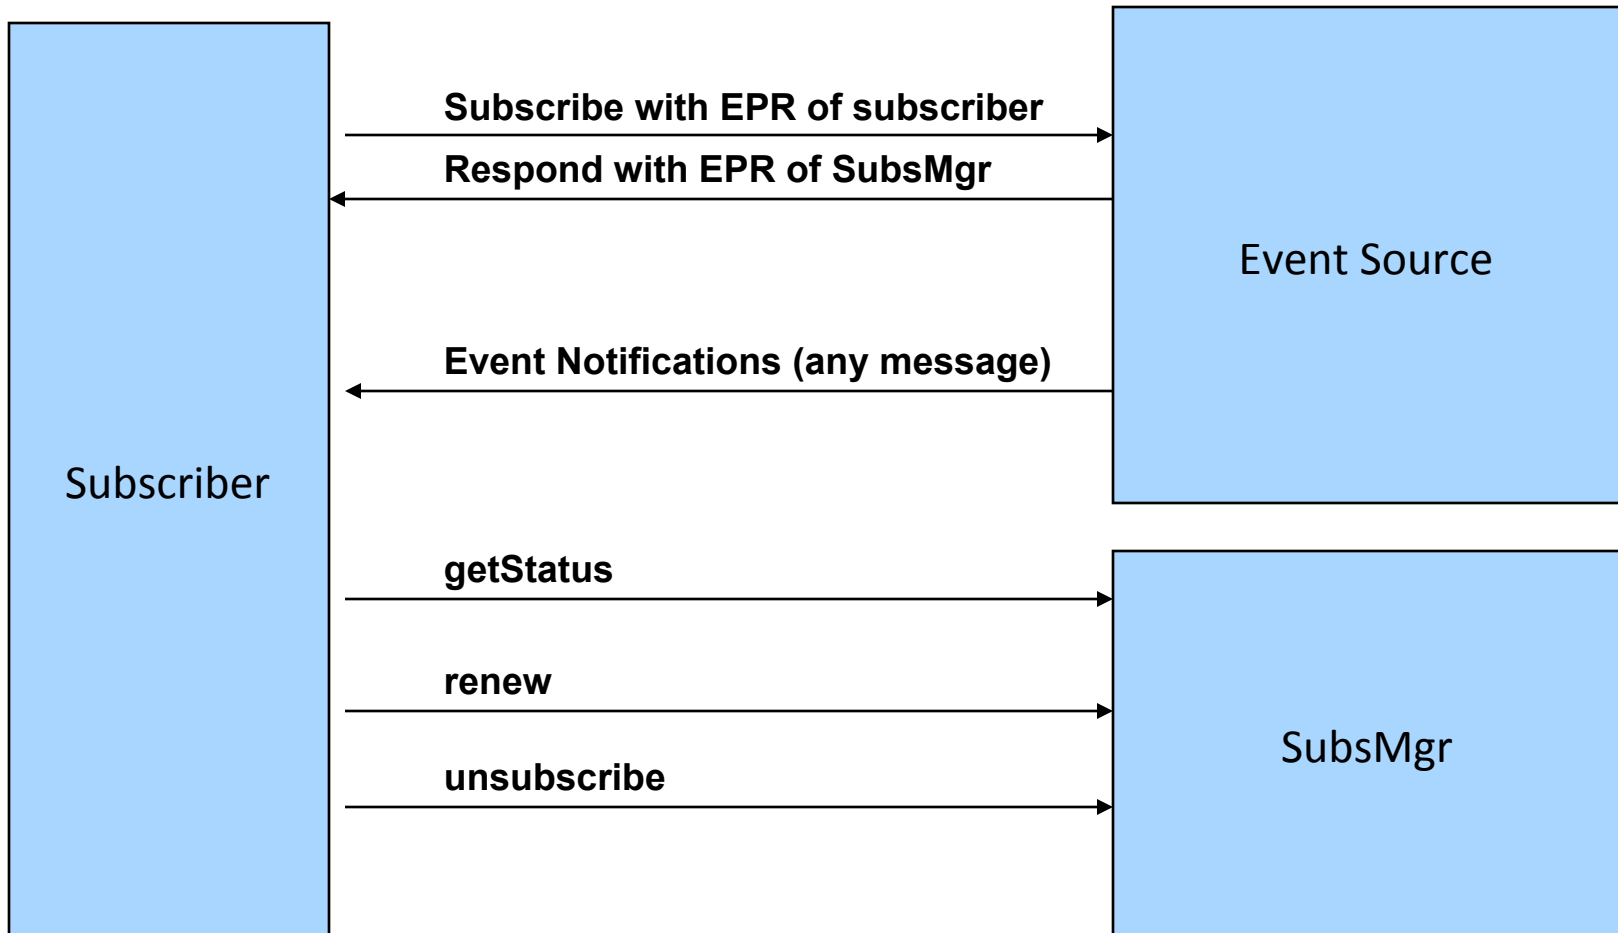 Subscribe with EPR of subscriber
Respond with EPR of SubsMgr
Event Source
Event Notifications (any message)
Subscriber
getStatus
renew
SubsMgr
unsubscribe